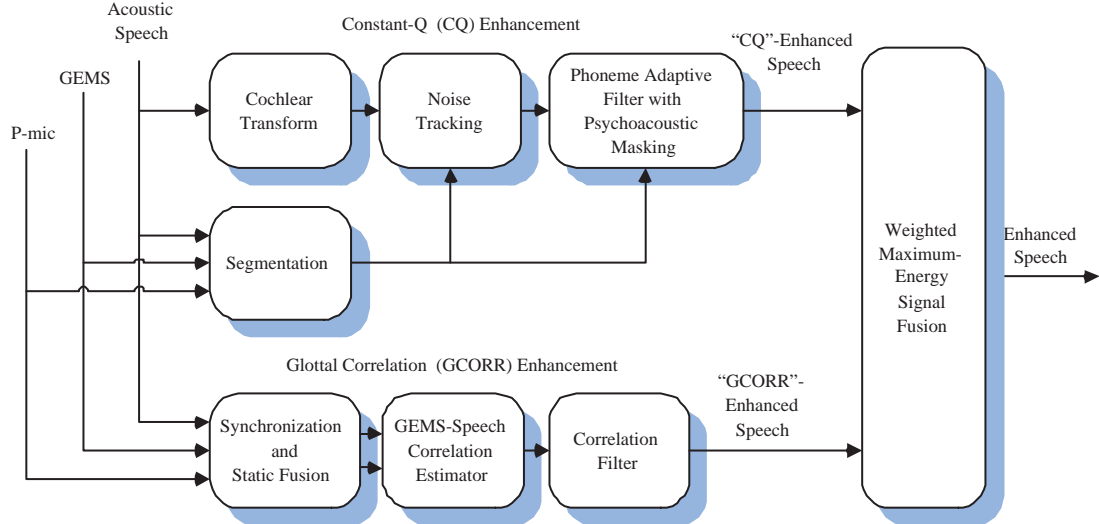 Acoustic
Speech
GEMS
P-mic
Constant-Q (CQ) Enhancement
Cochlear
Transform
Noise
Tracking
Phoneme Adaptive
Filter with
Psychoacoustic
Masking
“CQ”-Enhanced
Speech
Segmentation
Weighted
Maximum-
Energy
Signal
Fusion
Enhanced
Speech
Glottal Correlation (GCORR) Enhancement
Synchronization
and
Static Fusion
GEMS-Speech
Correlation
Estimator
Correlation
Filter
“GCORR”-
Enhanced
Speech